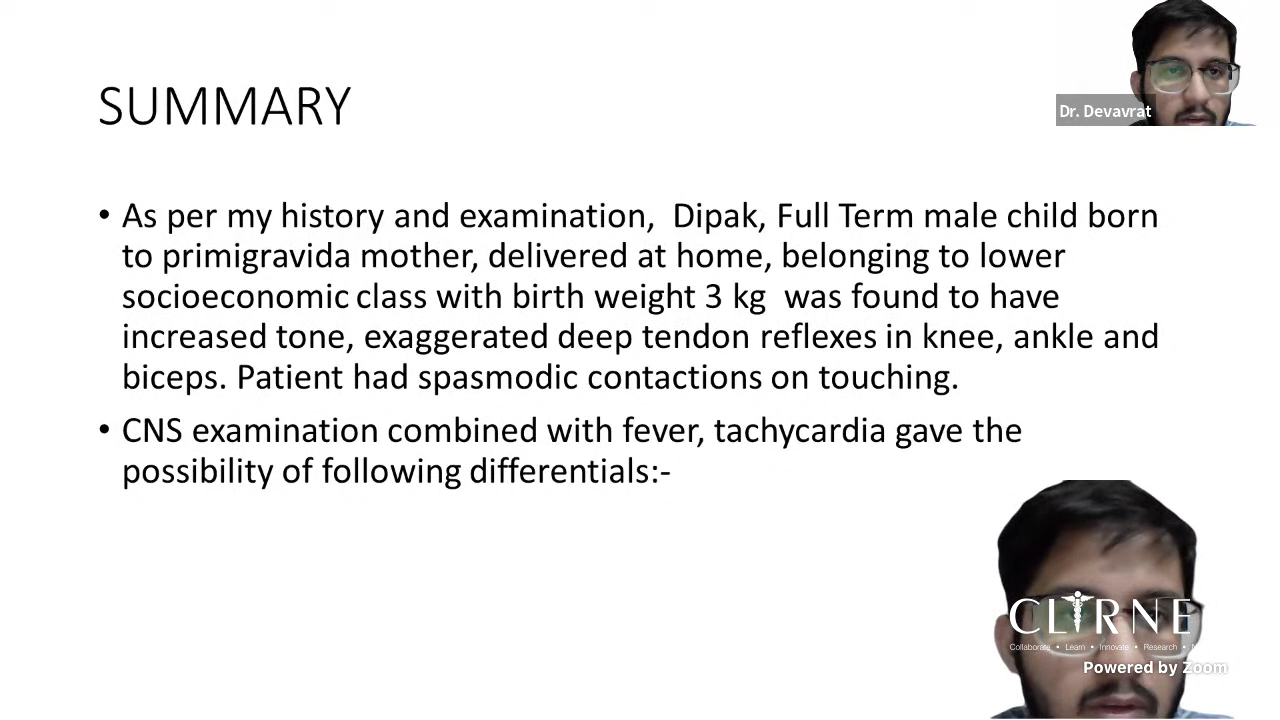 SUMMARY
Dr. Devavrat
• As per my history and examination, Dipak, Full Term male child born
to primigravida mother, delivered at home, belonging to lower
socioeconomic class with birth weight 3 kg was found to have
increased tone, exaggerated deep tendon reflexes in knee, ankle and
biceps. Patient had spasmodic contactions on touching.
• CNS examination combined with fever, tachycardia gave the
possibility of following differentials:-
CLIRNET
Collaborate • Learn • Innovate • Research •
Powered by Zoom